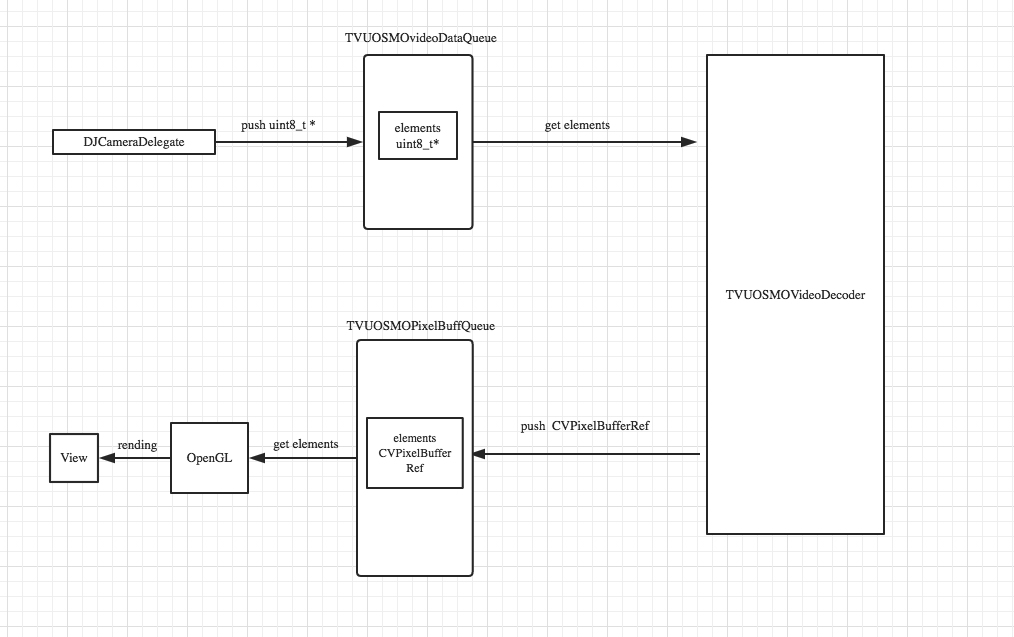 TVUOSMOvideoDataQueue
DJCameraDelegate
push uint8_t *
elements
uint8_t*
get elements
TVUOSMOVideoDecoder
TVUOSMOPixelBuffQueue
push  CVPixelBufferRef
elements
CVPixelBuffer
Ref
get elements
OpenGL
rending
View